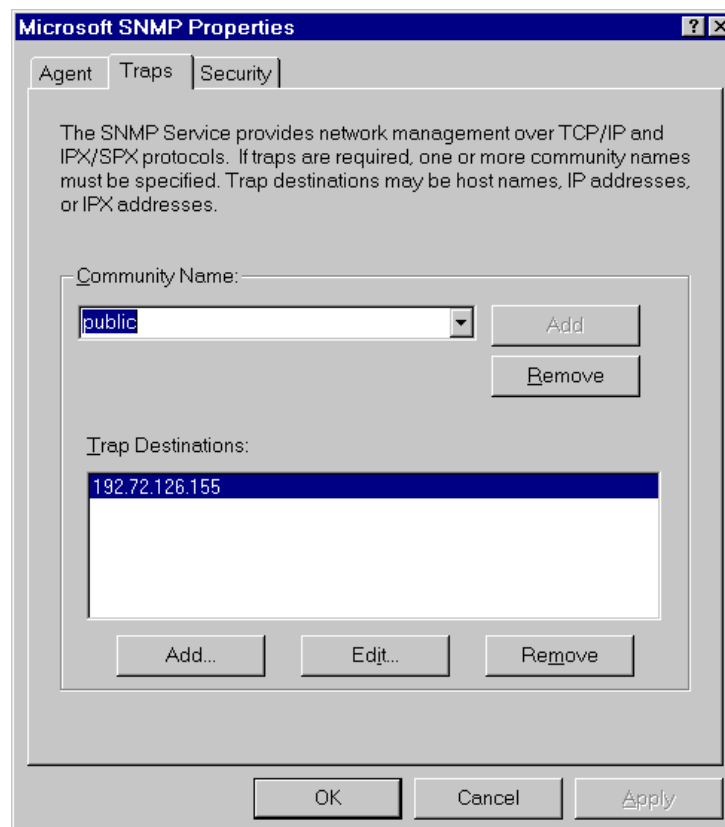 Microsoft SNMP Properties
Agent
Traps
Security
The SNMP Service provides network management over TCP/IP and
IPX/SPX protocols. If traps are required, one or more community names
must be specified. Trap destinations may be host names, IP addresses,
or IPX addresses.
Community Name:
public
Add
Remove
Trap Destinations:
192.72.126.155
Add...
Edit...
Remove
OK
Cancel
Apply